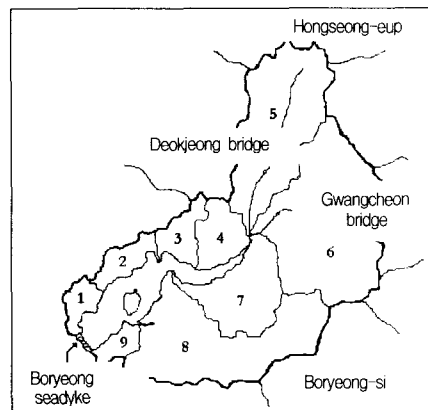 Hongseong-eup
5
Deokjeong bridge
Gwangcheon
bridge
3
4
6
2
1
7
9
8
Boryeong
seadyke
Boryeong-si